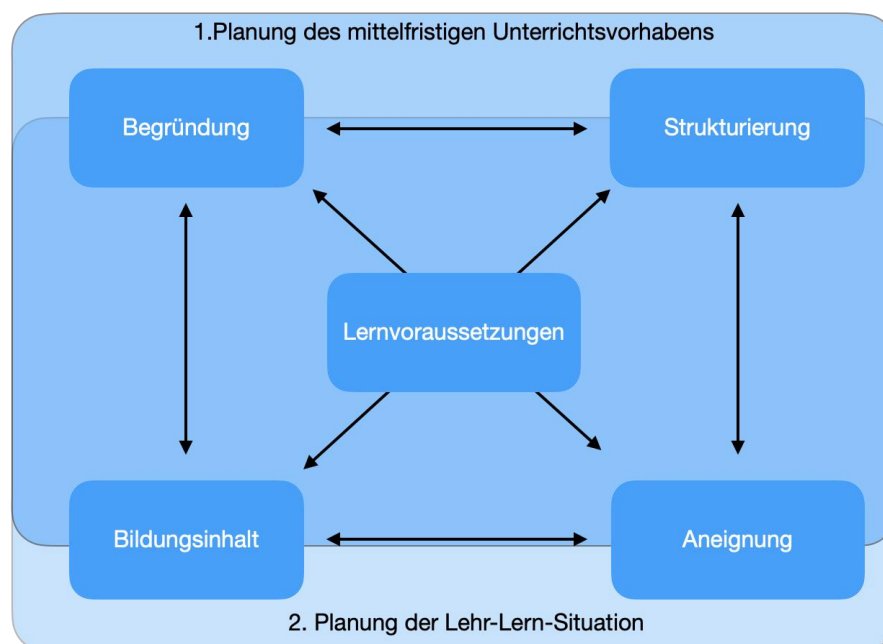 1.Planung des mittelfristigen Unterrichtsvorhabens
Begründung
Strukturierung
Lernvoraussetzungen
Bildungsinhalt
Aneignung
2. Planung der Lehr-Lern-Situation